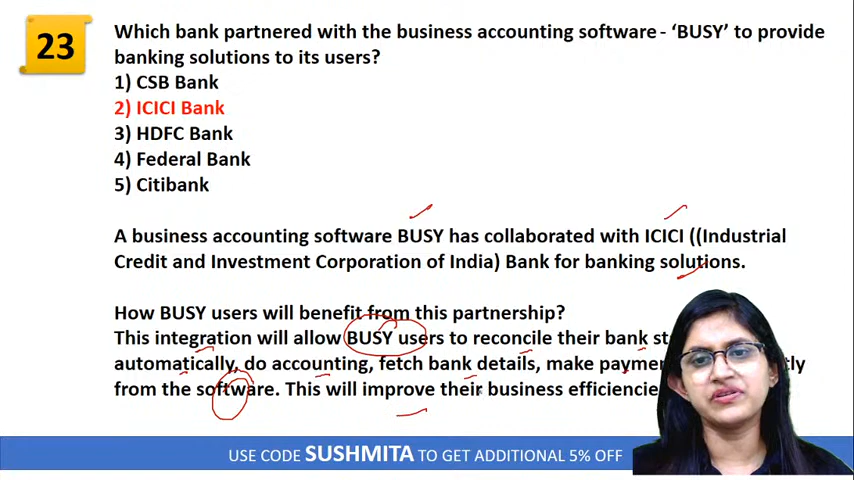 23
Which bank partnered with the business accounting software - ‘BUSY’ to provide
banking solutions to its users?
1) CSB Bank
2) ICICI Bank
3) HDFC Bank
4) Federal Bank
5) Citibank
A business accounting software BUSY has collaborated with ICICI ((Industrial
Credit and Investment Corporation of India) Bank for banking solutions.
How BUSY users will benefit from this partnership?
This integration will allow BUSY users to reconcile their bank
automatically, do accounting, fetch bank details, make
from the software. This will improve their business
USE CODE SUSHMITA TO GET ADDITIONAL 5% OFF